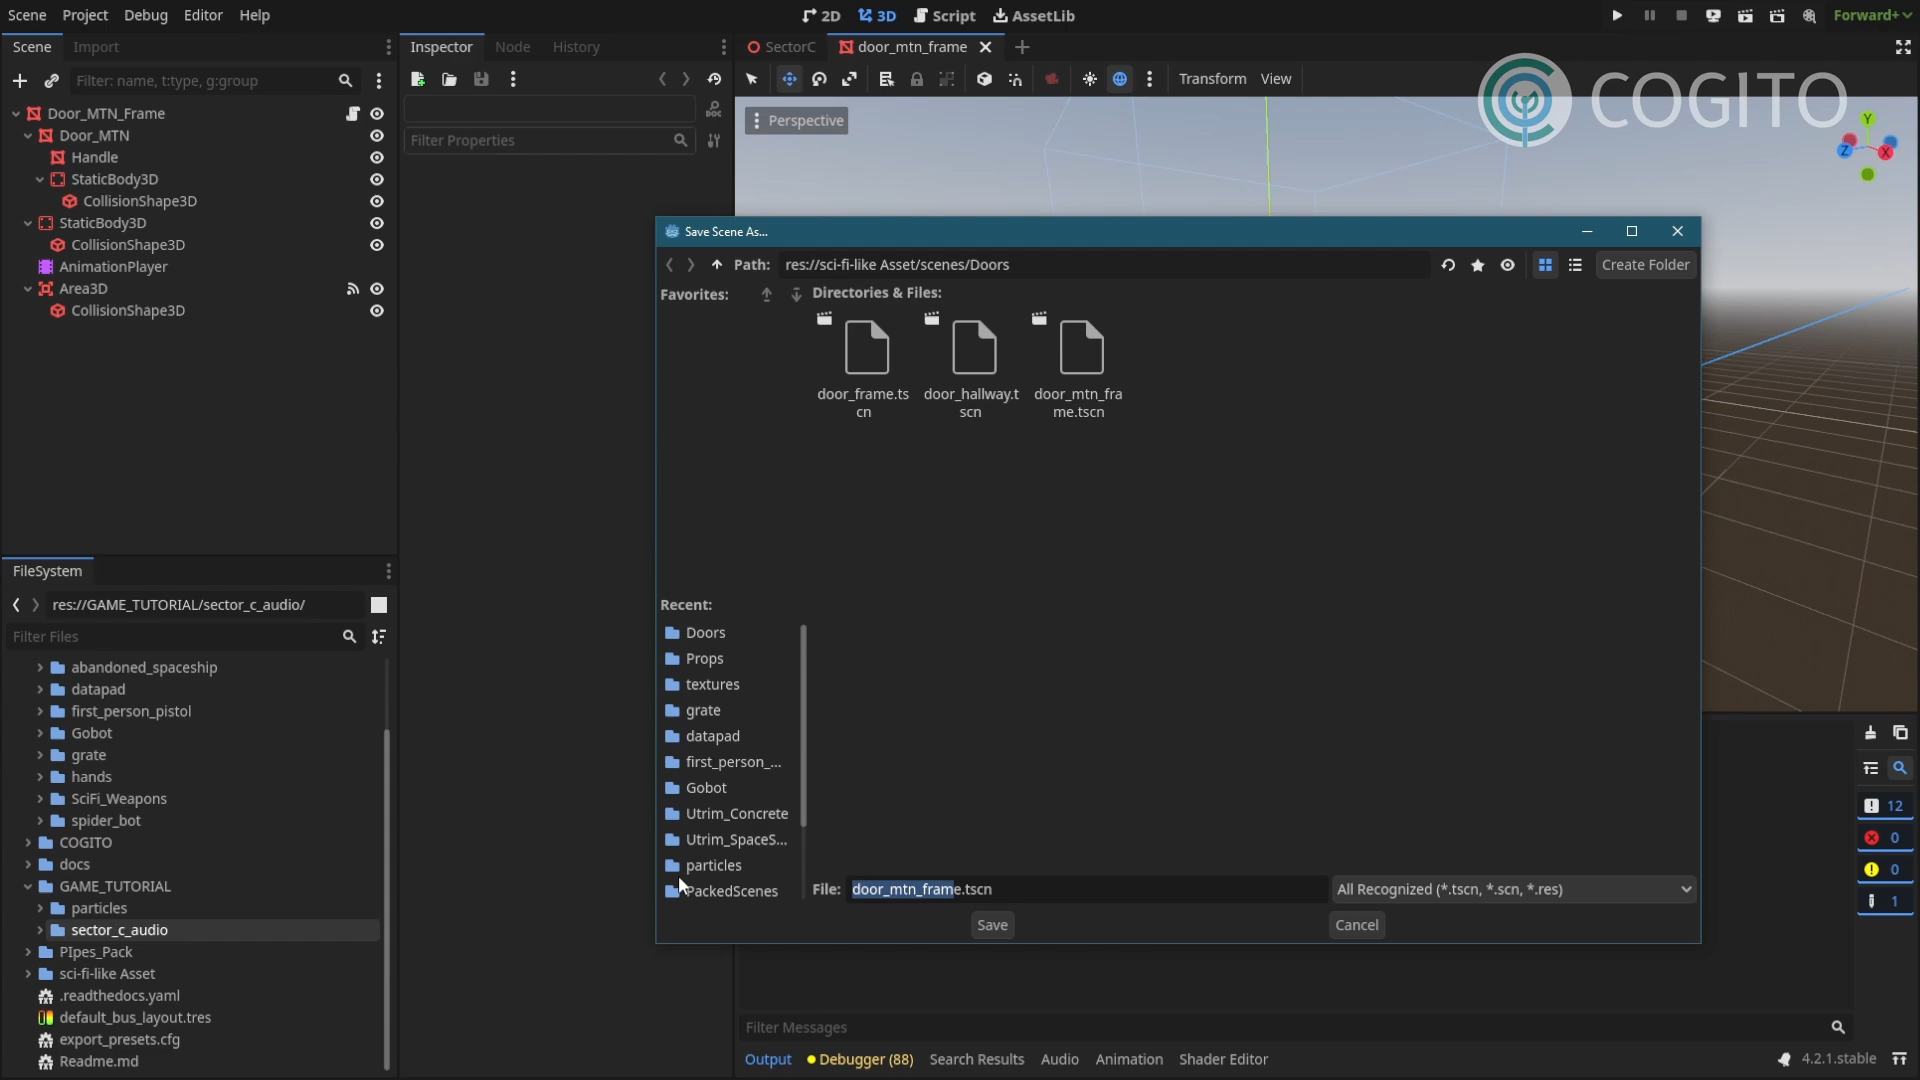 Scene Project Debug Editor Help
2D 3D Script AssetLib
Forward+
Scene Import
Inspector Node History
SectorC door_mtn_frame
Filter: name, t:type, g:group
Transform View
COGITO
Door_MTN_Frame
Door_MTN
Handle
StaticBody3D
CollisionShape3D
StaticBody3D
CollisionShape3D
AnimationPlayer
Area3D
CollisionShape3D
Filter Properties
Perspective
Y
Z
X
Save Scene As...
Path: res://sci-fi-like Asset/scenes/Doors
Create Folder
Favorites:
Directories & Files:
door_frame.ts
cn
door_hallway.t
scn
door_mtn_fra
me.tscn
Recent:
Doors
Props
textures
grate
datapad
first_person_...
Gobot
Utrim_Concrete
Utrim_SpaceS...
particles
PackedScenes
File: door_mtn_frame.tscn
All Recognized (*.tscn, *.scn, *.res)
Save
Cancel
FileSystem
res://GAME_TUTORIAL/sector_c_audio/
Filter Files
abandoned_spaceship
datapad
first_person_pistol
Gobot
grate
hands
SciFi_Weapons
spider_bot
COGITO
docs
GAME_TUTORIAL
particles
sector_c_audio
PIpes_Pack
sci-fi-like Asset
.readthedocs.yaml
default_bus_layout.tres
export_presets.cfg
Readme.md
12
0
0
1
Filter Messages
Output Debugger (88) Search Results Audio Animation Shader Editor
4.2.1.stable